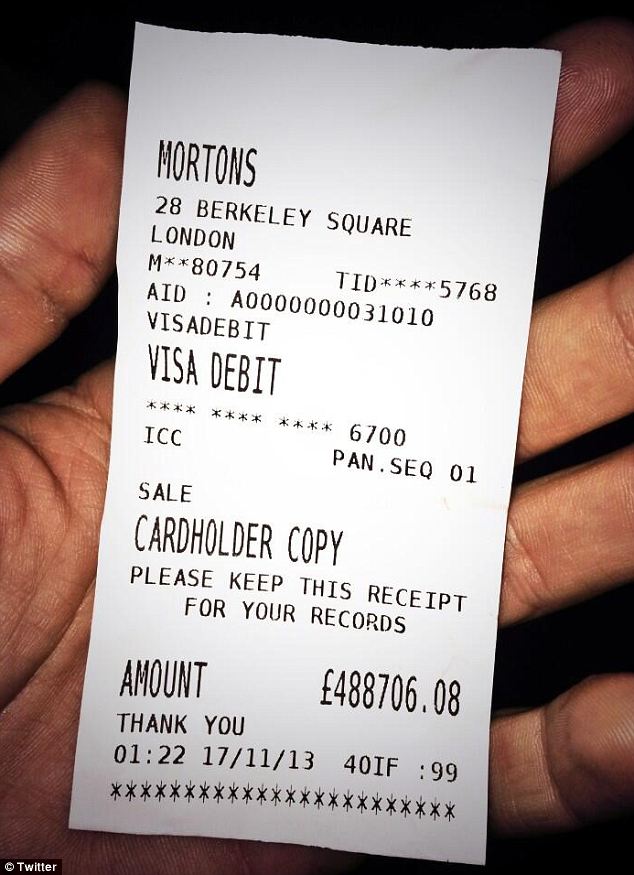 MORTONS
28 BERKELEY SQUARE
LONDON
M**80754 TID****5768
AID : A0000000031010
VISADEBIT
VISA DEBIT
**** **** **** 6700
ICC PAN.SEQ 01
SALE
CARDHOLDER COPY
PLEASE KEEP THIS RECEIPT
FOR YOUR RECORDS
AMOUNT £488706.08
THANK YOU
01:22 17/11/13 40IF :99
************************
© Twitter